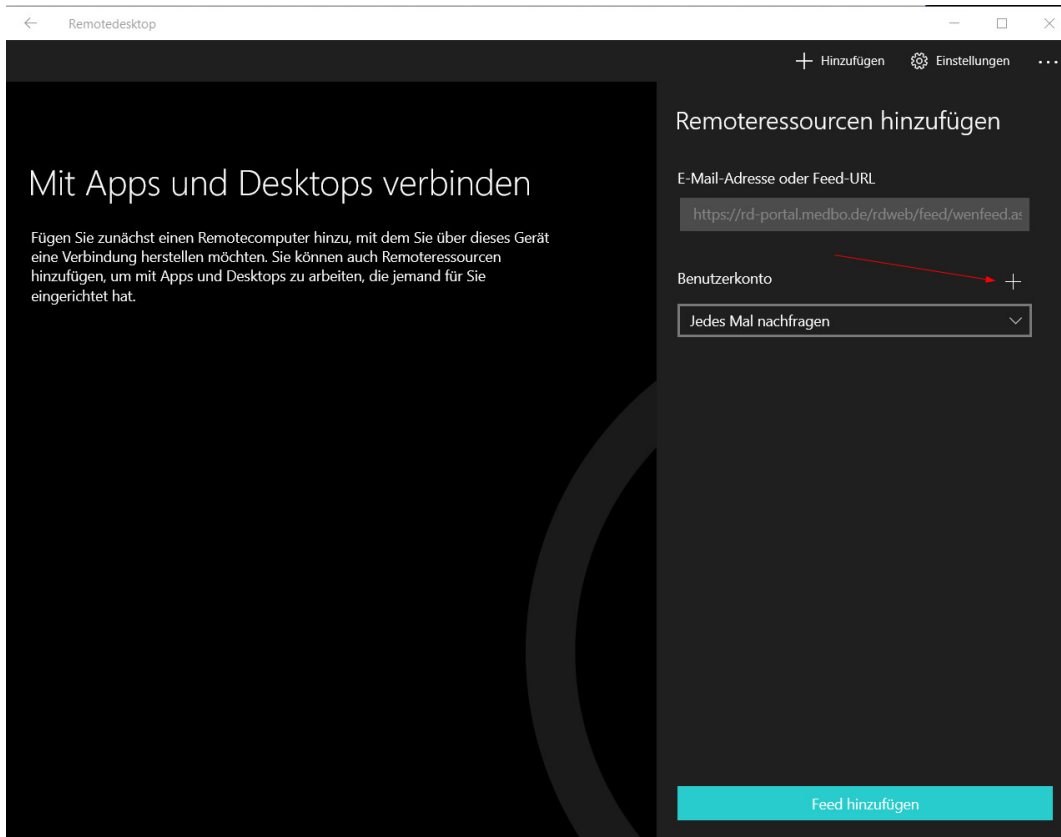 Remotedesktop
Hinzufügen
Einstellungen
Mit Apps und Desktops verbinden
Fügen Sie zunächst einen Remotecomputer hinzu, mit dem Sie über dieses Gerät
eine Verbindung herstellen möchten. Sie können auch Remoteressourcen
hinzufügen, um mit Apps und Desktops zu arbeiten, die jemand für Sie
eingerichtet hat.
Remoteressourcen hinzufügen
E-Mail-Adresse oder Feed-URL
https://rd-portal.medbo.de/rdweb/feed/wenfeed.as
Benutzerkonto
Jedes Mal nachfragen
Feed hinzufügen